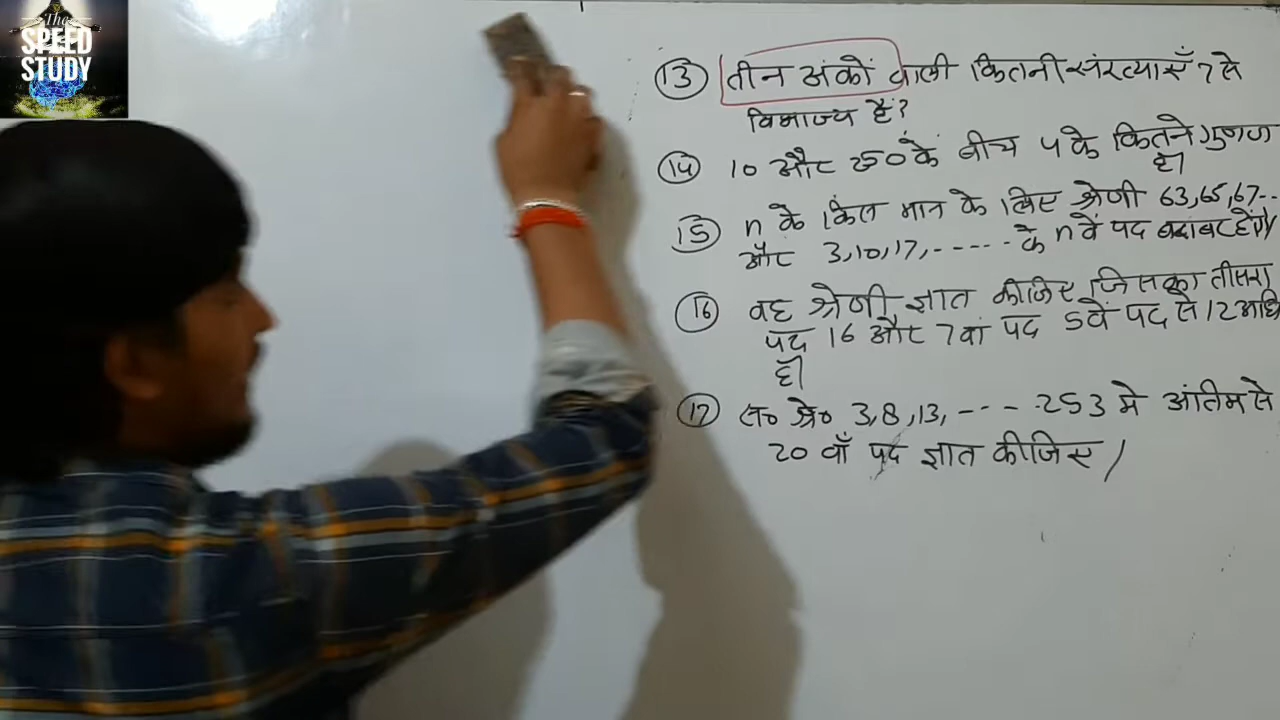 The
SPEED
STUDY
(13) तीन अंकों वाली कितनी संख्याएँ 7 से
विभाज्य हैं?
(14) 10 और 250 के बीच 4 के कितने गुणज
है।
(15) n के किस मान के लिए श्रेणी 63,65,67--
और 3,10,17,----- के n वें पद बराबर होंगे/
(16) वह श्रेणी ज्ञात कीजिए जिसका तीसरा
पद 16 और 7वां पद 5वें पद से 12 अधि
है।
(17) स० श्रे० 3,8,13,--- .253 मे अंतिम से
20 वाँ पद ज्ञात कीजिए /